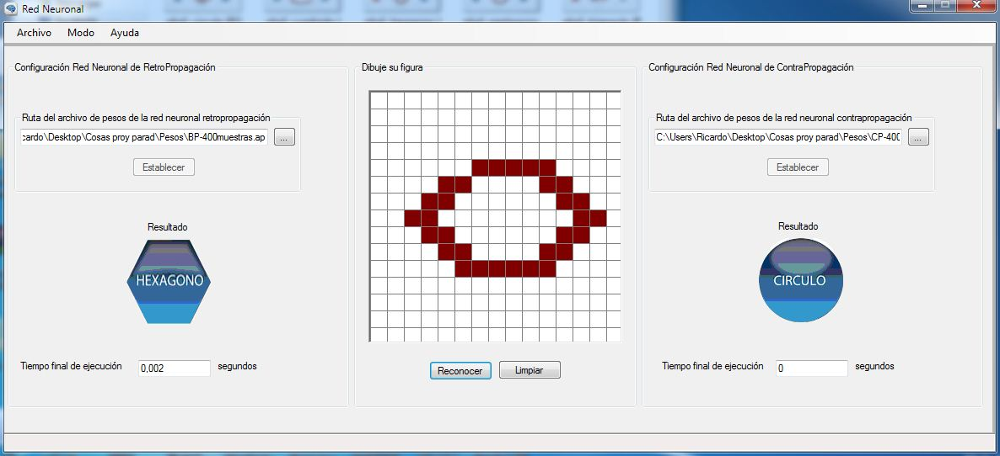 Red Neuronal
Archivo Modo Ayuda
Configuración Red Neuronal de RetroPropagación
Ruta del archivo de pesos de la red neuronal retropropagación
cardo\Desktop\Cosas proy parad\Pesos\BP-400muestras.ap ...
Establecer
Resultado
HEXAGONO
Tiempo final de ejecución 0,002 segundos
Dibuje su figura
Reconocer Limpiar
Configuración Red Neuronal de ContraPropagación
Ruta del archivo de pesos de la red neuronal contrapropagación
C:\Users\Ricardo\Desktop\Cosas proy parad\Pesos\CP-400 ...
Establecer
Resultado
CIRCULO
Tiempo final de ejecución 0 segundos